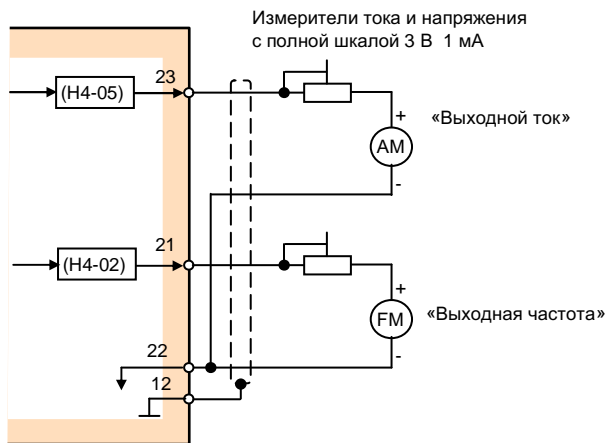 Измерители тока и напряжения
с полной шкалой 3 В 1 мА
23
(H4-05)
+
«Выходной ток»
AM
-
21
(H4-02)
+
FM
«Выходная частота»
22
-
12